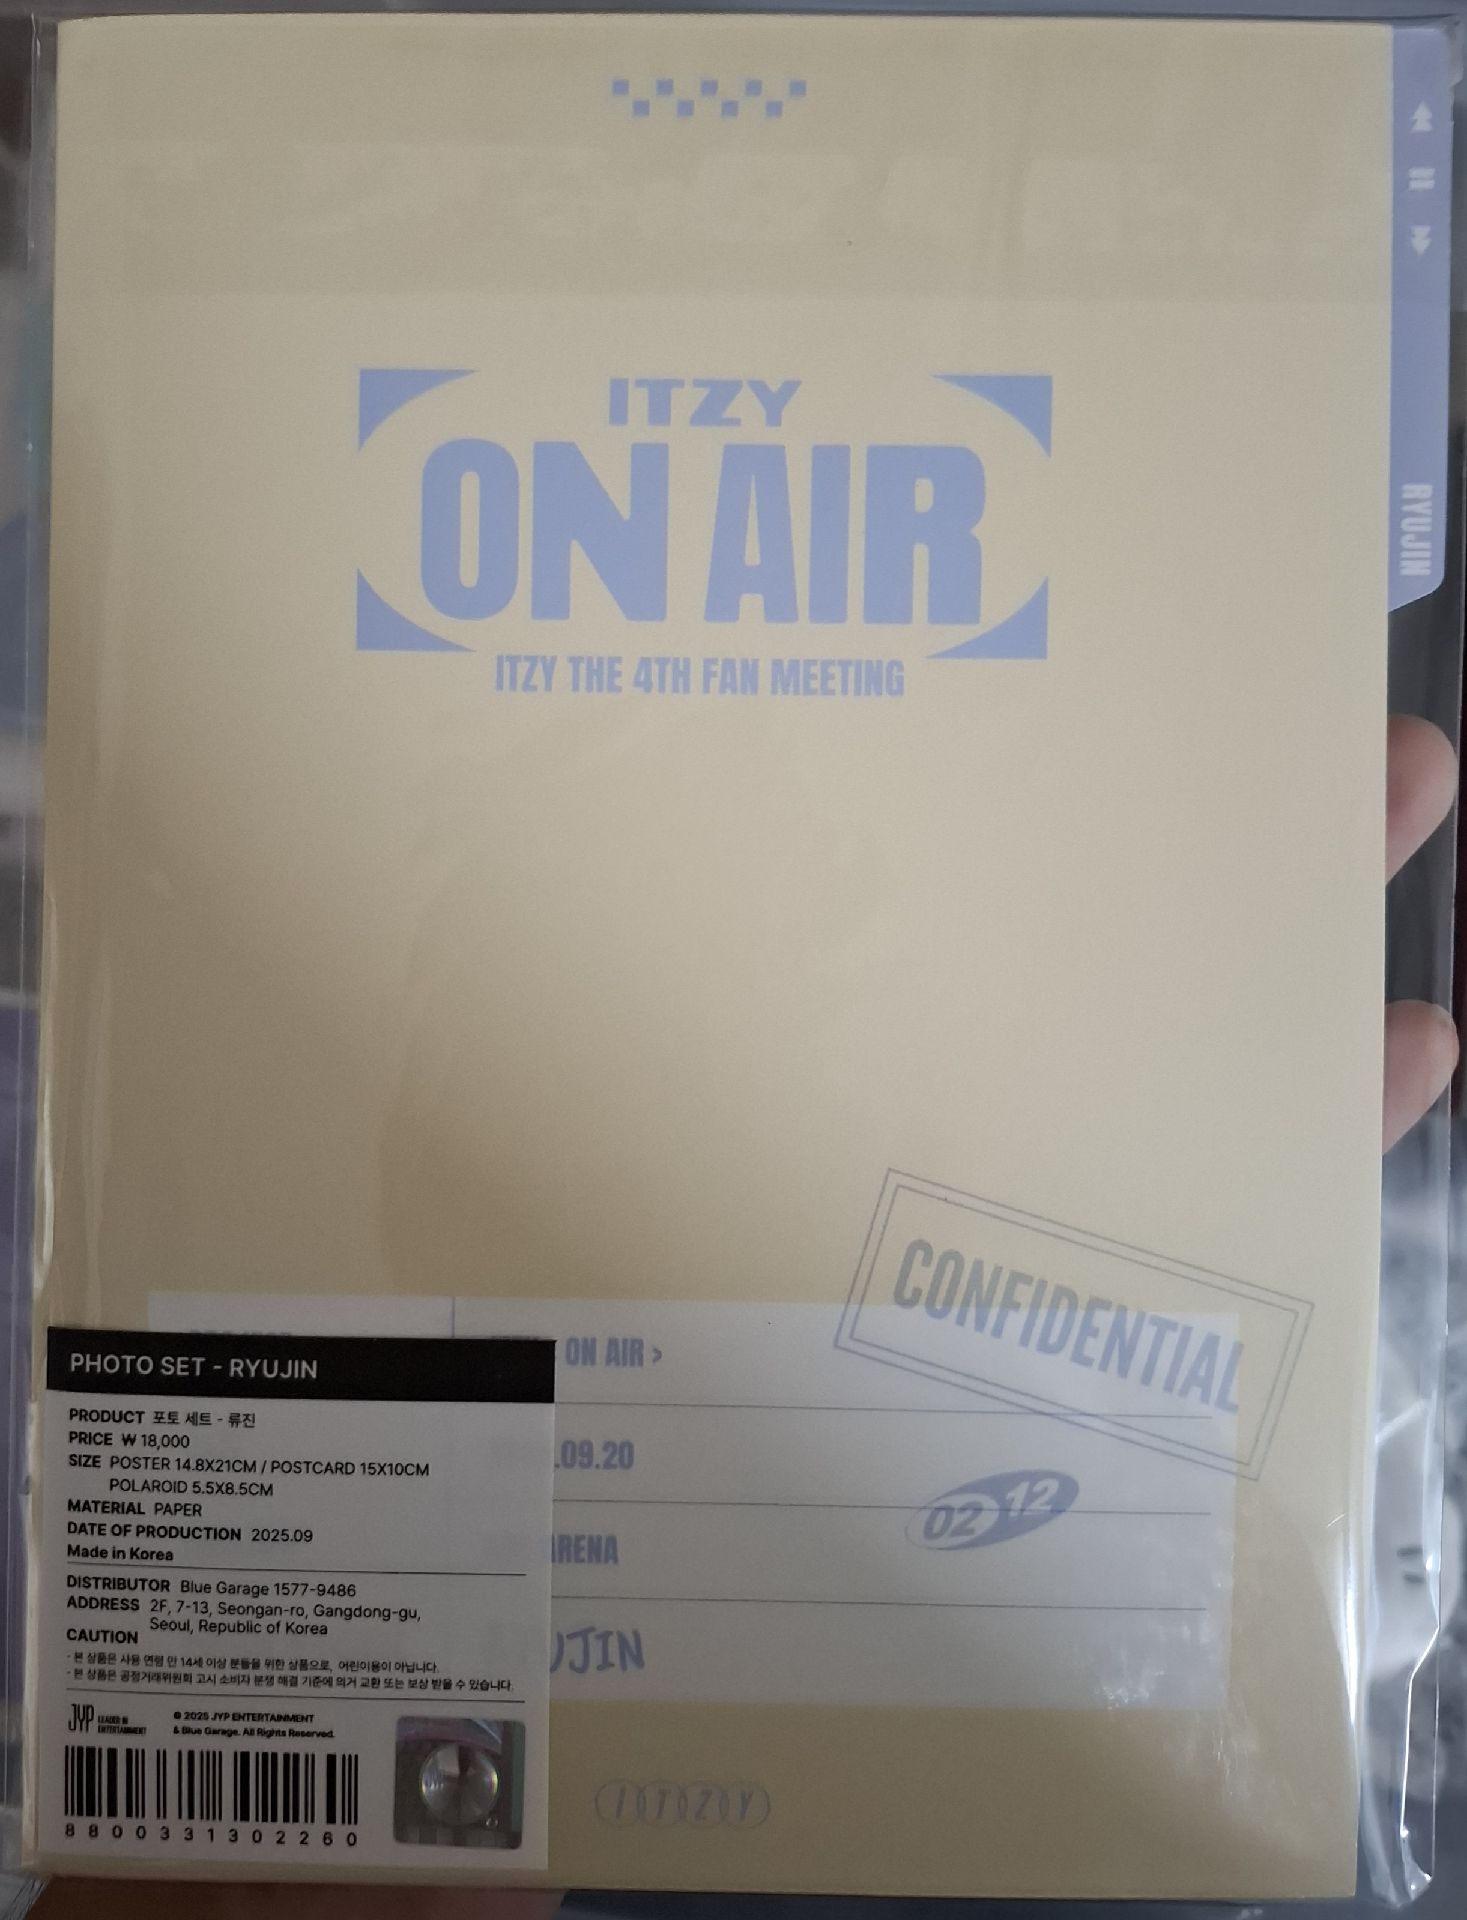 ITZY
ON AIR
ITZY THE 4TH FAN MEETING
RYUJIN
CONFIDENTIAL
ON AIR >
.09.20
02 12
ARENA
UJIN
PHOTO SET - RYUJIN
PRODUCT 포토 세트 - 류진
PRICE ₩ 18,000
SIZE POSTER 14.8X21CM / POSTCARD 15X10CM
POLAROID 5.5X8.5CM
MATERIAL PAPER
DATE OF PRODUCTION 2025.09
Made in Korea
DISTRIBUTOR Blue Garage 1577-9486
ADDRESS 2F, 7-13, Seongan-ro, Gangdong-gu,
Seoul, Republic of Korea
CAUTION
· 본 상품은 사용 연령 만 14세 이상 분들을 위한 상품으로, 어린이용이 아닙니다.
· 본 상품은 공정거래위원회 고시 소비자 분쟁 해결 기준에 의거 교환 또는 보상 받을 수 있습니다.
JYP LEADER IN
ENTERTAINMENT
© 2025 JYP ENTERTAINMENT
& Blue Garage. All Rights Reserved.
8800331302260
ITZY